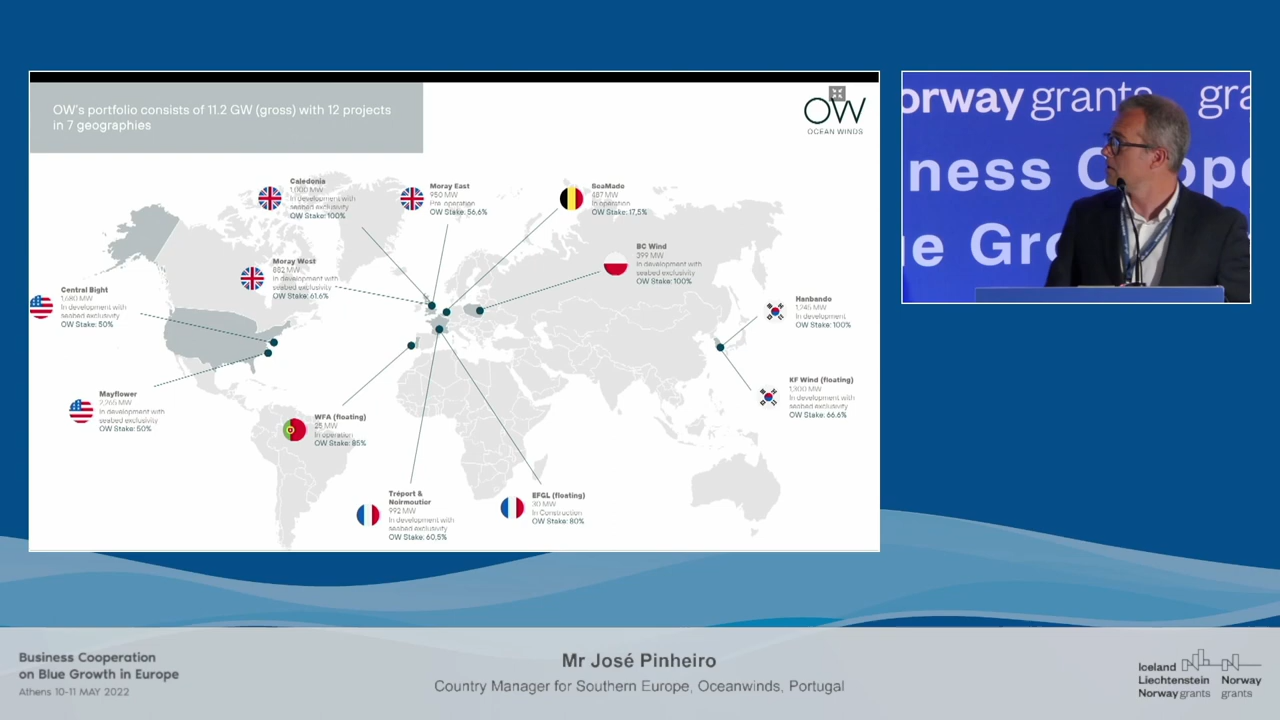 OW's portfolio consists of 11.2 GW (gross) with 12 projects
in 7 geographies
OW
OCEAN WINDS
Caledonia
1,000 MW
In development with
seabed exclusivity
OW Stake: 100%
Moray East
950 MW
Pre-operation
OW Stake: 56.6%
SeaMade
487 MW
In operation
OW Stake: 17,5%
Moray West
882 MW
In development with
seabed exclusivity
OW Stake: 61.6%
BC Wind
399 MW
In development with
seabed exclusivity
OW Stake: 100%
Central Bight
1,680 MW
In development with
seabed exclusivity
OW Stake: 50%
Hanbando
1,245 MW
In development
OW Stake: 100%
Mayflower
In development with
seabed exclusivity
OW Stake: 50%
KF Wind (floating)
1,300 MW
In development with
seabed exclusivity
OW Stake: 66.6%
WFA (floating)
25 MW
In operation
OW Stake: 85%
Tréport &
Noirmoutier
992 MW
In development with
seabed exclusivity
OW Stake: 60,5%
EFGL (floating)
30 MW
In Construction
OW Stake: 80%
orway grants gra
ness C ope
ue Gro
Business Cooperation
on Blue Growth in Europe
Athens 10-11 MAY 2022
Mr José Pinheiro
Country Manager for Southern Europe, Oceanwinds, Portugal
Iceland
Liechtenstein
Norway grants
Norway
grants